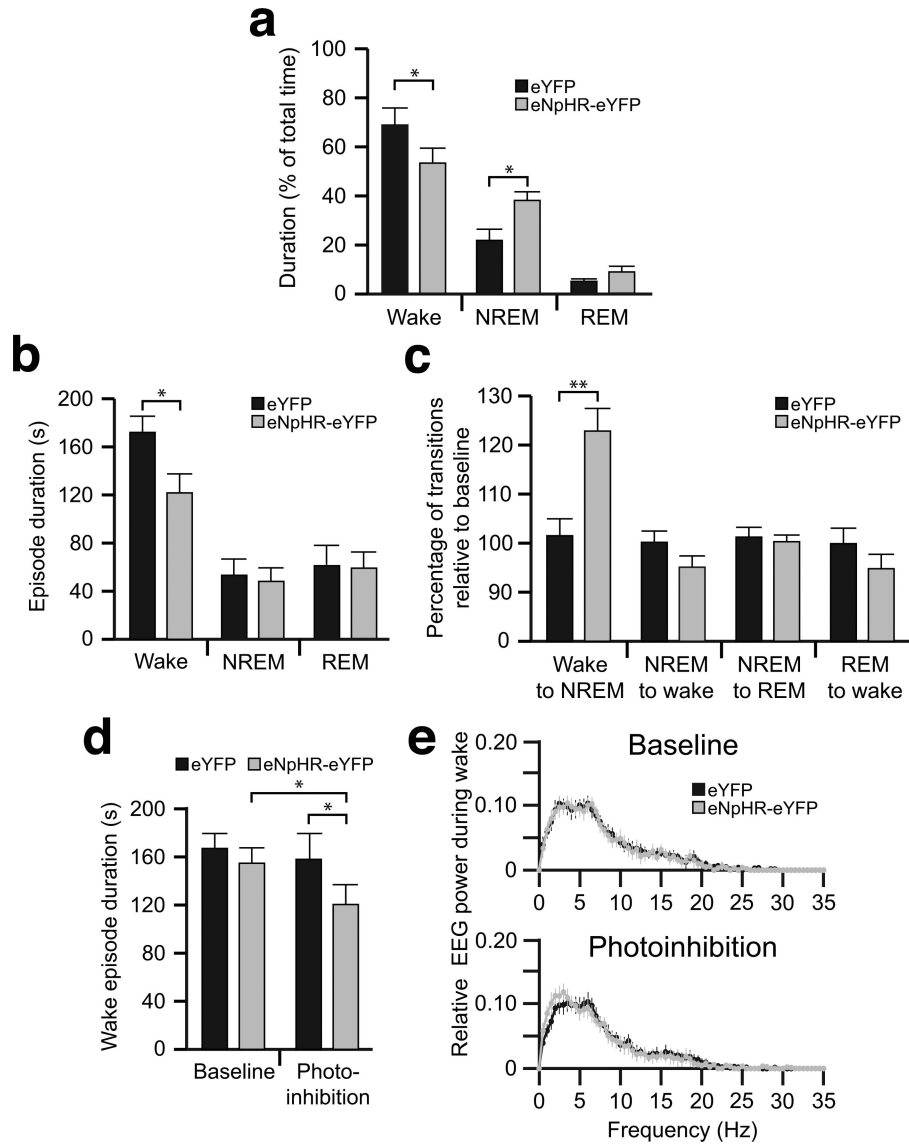 a
Duration (% of total time)
100
80
60
40
20
0
*
*
eYFP
eNpHR-eYFP
Wake
NREM
REM
b
Episode duration (s)
200
160
120
80
40
0
*
eYFP
eNpHR-eYFP
Wake
NREM
REM
c
Percentage of transitions
relative to baseline
130
120
110
100
90
0
**
eYFP
eNpHR-eYFP
Wake
to NREM
NREM
to wake
NREM
to REM
REM
to wake
d
eYFP
eNpHR-eYFP
Wake episode duration (s)
200
160
120
80
40
0
*
*
Baseline
Photo-
inhibition
e
Relative EEG power during wake
Baseline
eYFP
eNpHR-eYFP
0.20
0.10
0
0 5 10 15 20 25 30 35
Photoinhibition
0.20
0.10
0
0 5 10 15 20 25 30 35
Frequency (Hz)